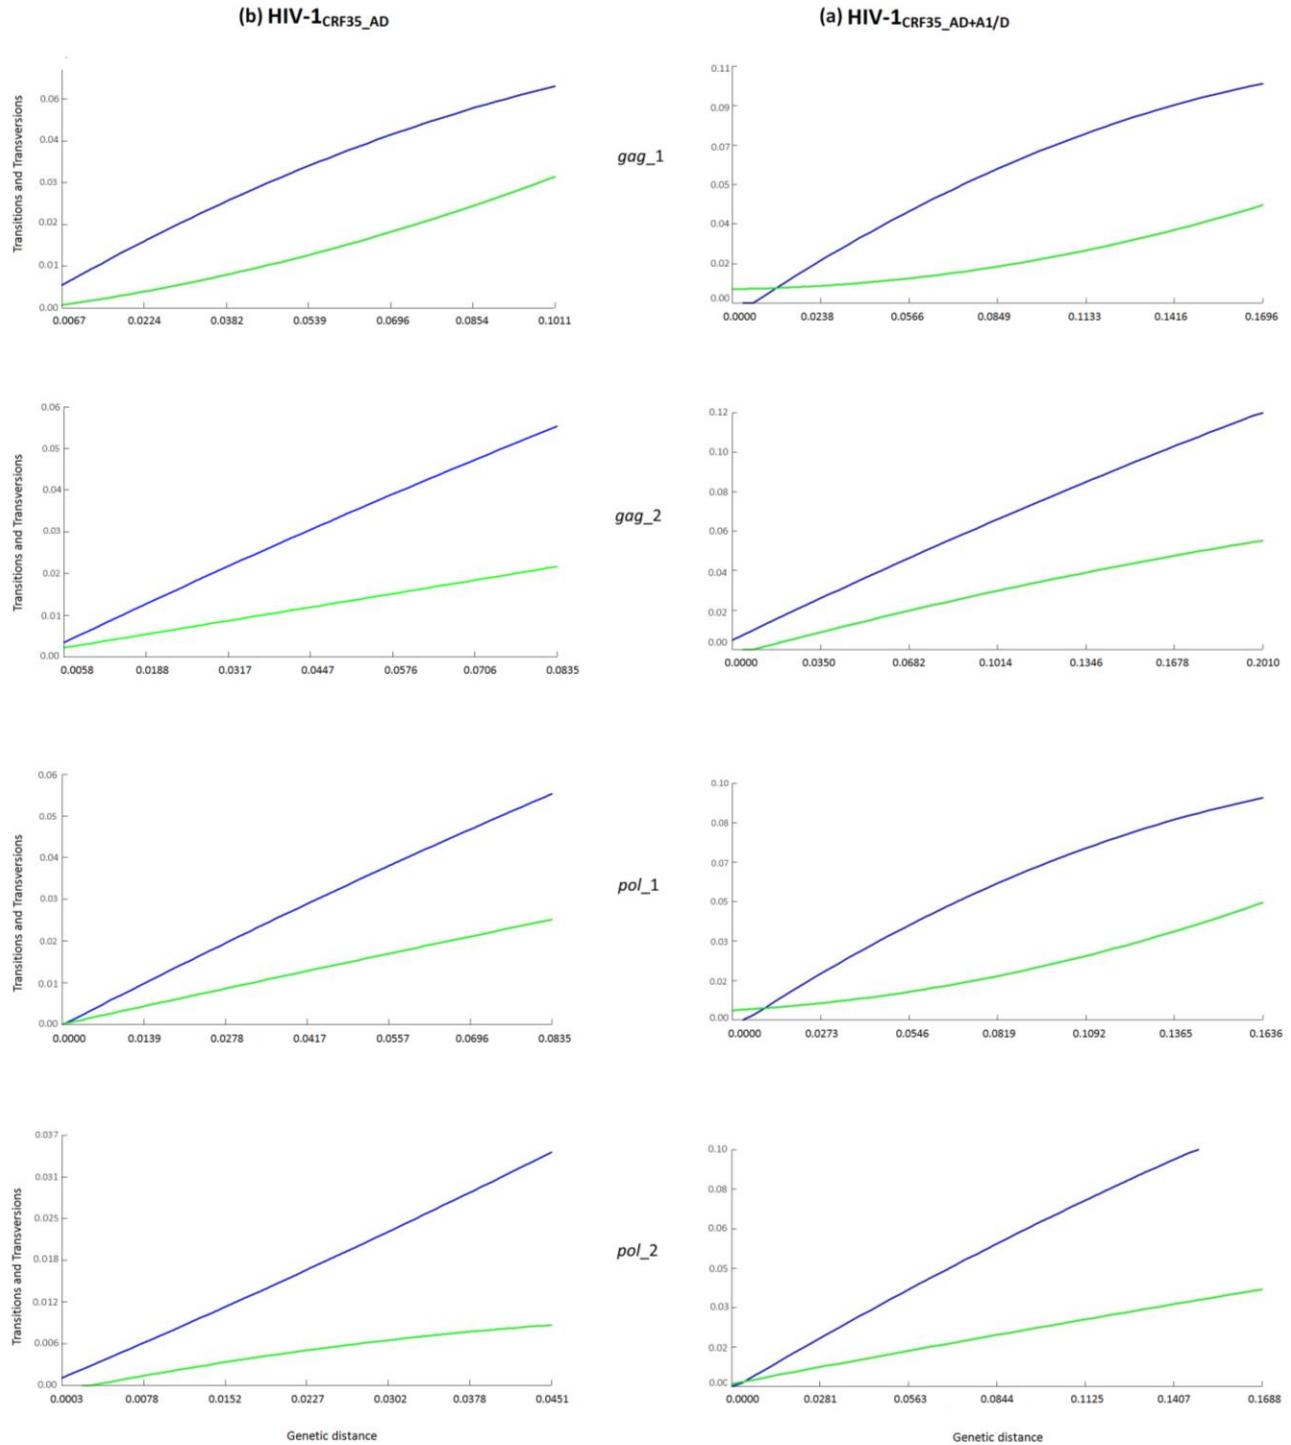 (b) HIV-1CRF35_AD
(a) HIV-1CRF35_AD+A1/D
Transitions and Transversions
0.06
0.04
0.03
0.02
0.01
0.00
0.0067 0.0224 0.0382 0.0539 0.0696 0.0854 0.1011
gag_1
0.11
0.09
0.07
0.05
0.04
0.02
0.00
0.0000 0.0238 0.0566 0.0849 0.1133 0.1416 0.1696
Transitions and Transversions
0.06
0.05
0.04
0.03
0.02
0.01
0.00
0.0058 0.0188 0.0317 0.0447 0.0576 0.0706 0.0835
gag_2
0.12
0.10
0.08
0.06
0.04
0.02
0.00
0.0000 0.0350 0.0682 0.1014 0.1346 0.1678 0.2010
Transitions and Transversions
0.06
0.05
0.04
0.03
0.02
0.01
0.00
0.0000 0.0139 0.0278 0.0417 0.0557 0.0696 0.0835
pol_1
0.10
0.08
0.07
0.05
0.03
0.02
0.00
0.0000 0.0273 0.0546 0.0819 0.1092 0.1365 0.1636
Transitions and Transversions
0.037
0.031
0.025
0.018
0.012
0.006
0.00
0.0003 0.0078 0.0152 0.0227 0.0302 0.0378 0.0451
Genetic distance
pol_2
0.10
0.08
0.06
0.05
0.03
0.02
0.00
0.0000 0.0281 0.0563 0.0844 0.1125 0.1407 0.1688
Genetic distance